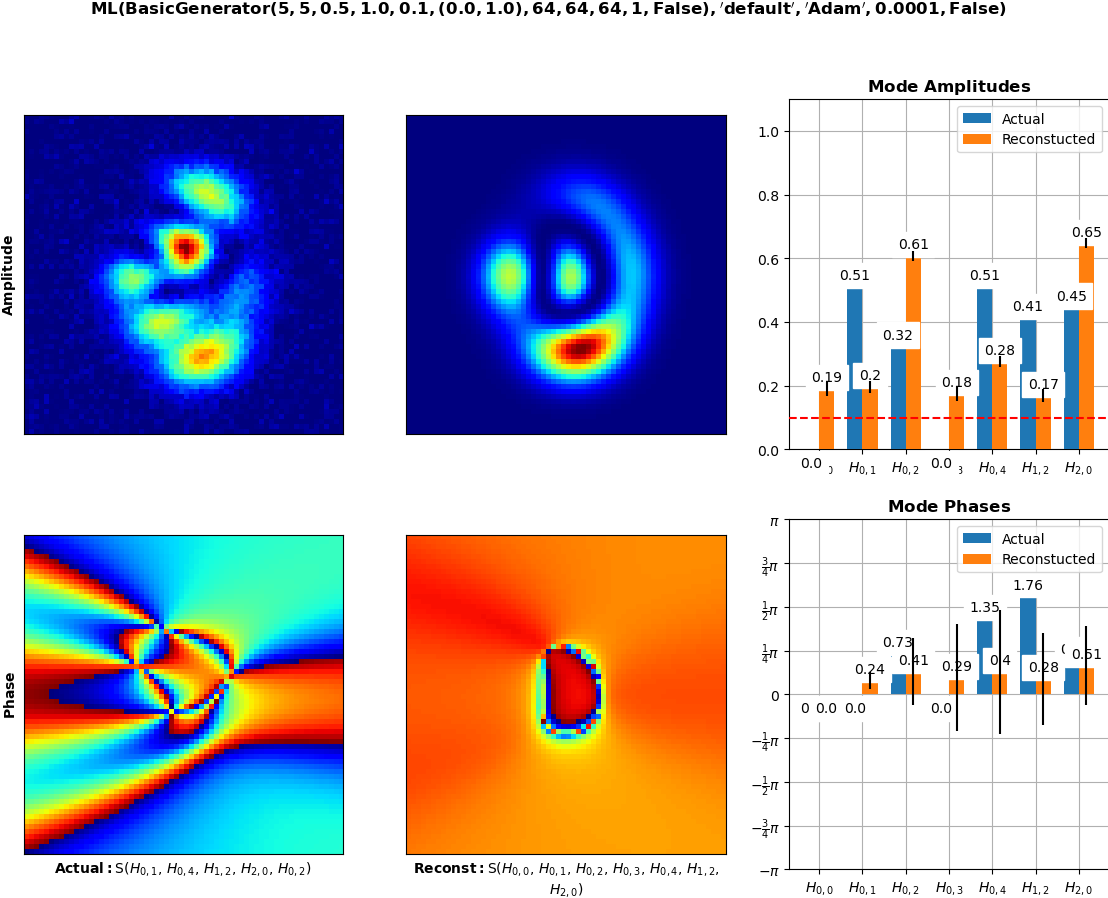 ML(BasicGenerator(5, 5, 0.5, 1.0, 0.1, (0.0, 1.0), 64, 64, 64, 1, False), 'default', 'Adam', 0.0001, False)
Mode Amplitudes
Amplitude
Actual
Reconstucted
1.0
0.8
0.6
0.4
0.2
0.0
0.51
0.32
0.51
0.41
0.45
0.19
0.2
0.61
0.18
0.28
0.17
0.65
0.0
0.0
H0,1
H0,2
H0,4
H1,2
H2,0
Mode Phases
Phase
Actual
Reconstucted
π
3/4π
1/2π
1/4π
0
−1/4π
−1/2π
−3/4π
−π
0.73
1.35
1.76
0.24
0.41
0.29
0.4
0.28
0.51
0
0.0
0.0
0.0
H0,0
H0,1
H0,2
H0,3
H0,4
H1,2
H2,0
Actual: S(H0,1, H0,4, H1,2, H2,0, H0,2)
Reconst: S(H0,0, H0,1, H0,2, H0,3, H0,4, H1,2,
H2,0)